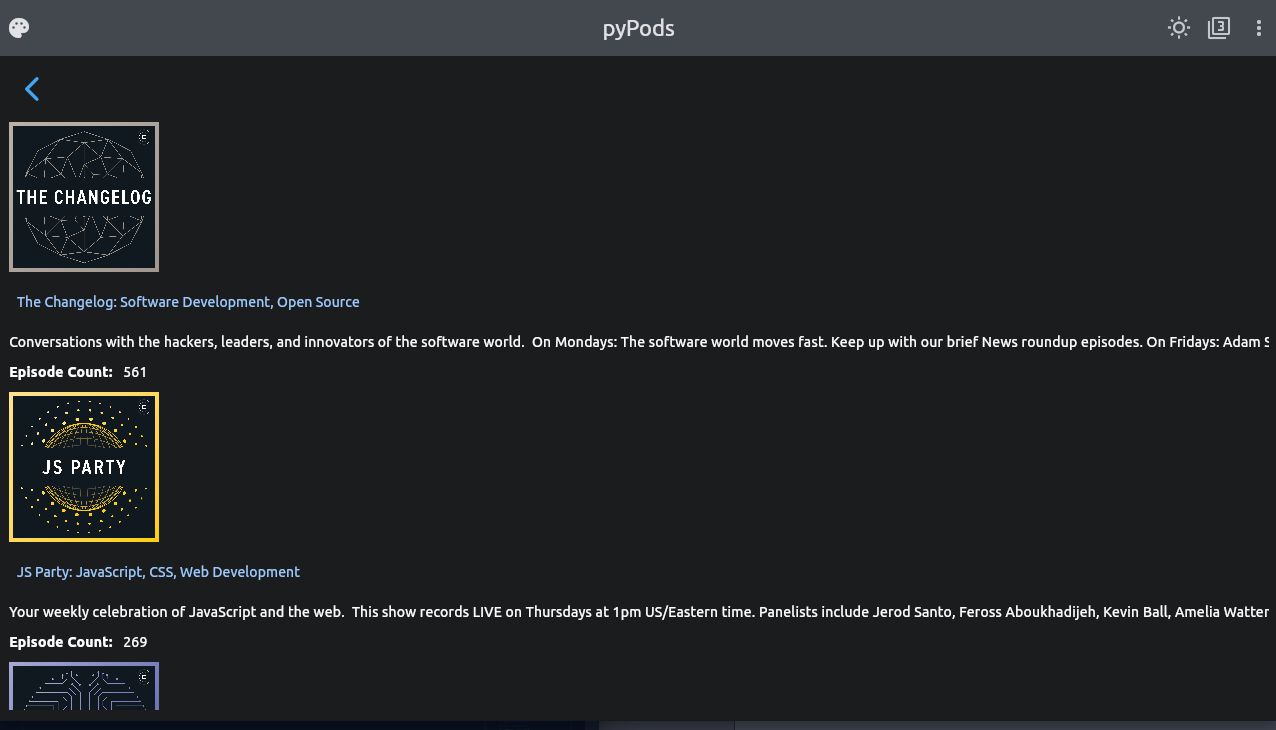 pyPods
3
THE CHANGELOG
The Changelog: Software Development, Open Source
Conversations with the hackers, leaders, and innovators of the software world.  On Mondays: The software world moves fast. Keep up with our brief News roundup episodes. On Fridays: Adam S
Episode Count: 561
JS PARTY
JS Party: JavaScript, CSS, Web Development
Your weekly celebration of JavaScript and the web.  This show records LIVE on Thursdays at 1pm US/Eastern time. Panelists include Jerod Santo, Feross Aboukhadijeh, Kevin Ball, Amelia Watter
Episode Count: 269